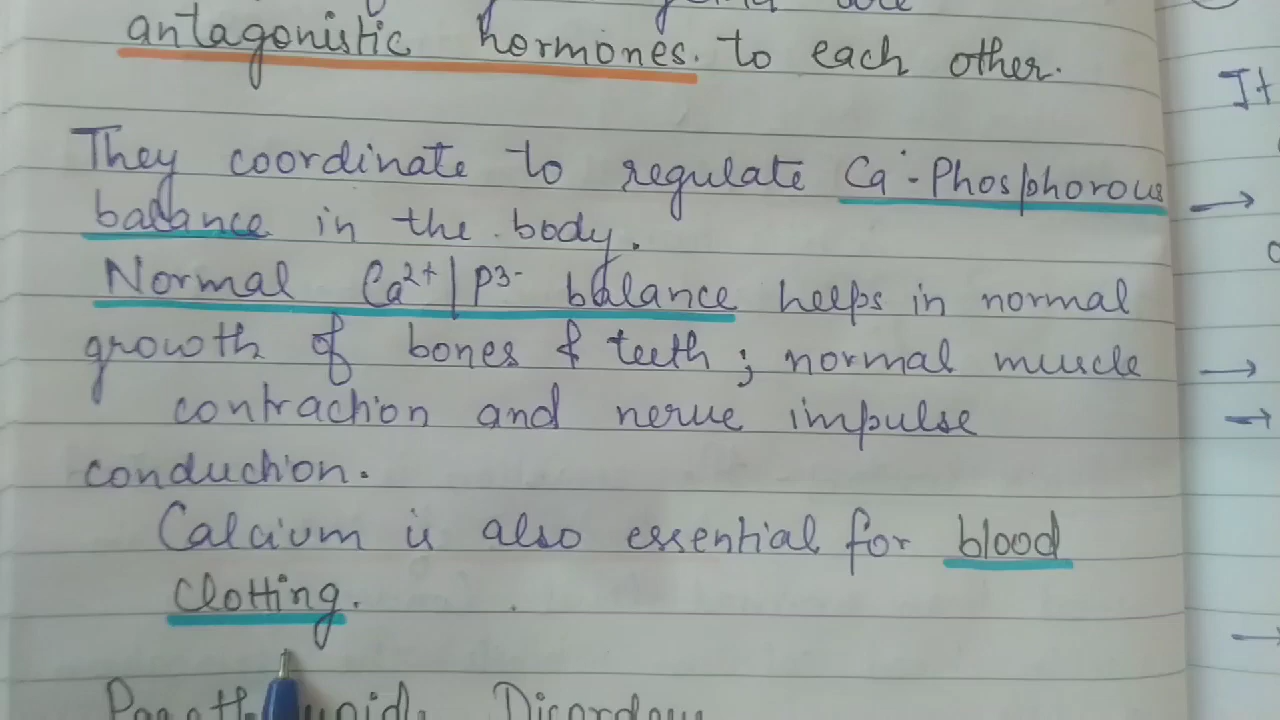 antagonistic hormones. to each other.
They coordinate to regulate Ca - Phosphorous
balance in the body.
Normal Ca²⁺/P³⁻ balance helps in normal
growth of bones & teeth; normal muscle
contraction and nerve impulse
conduction.
Calcium is also essential for blood
Clotting.
It